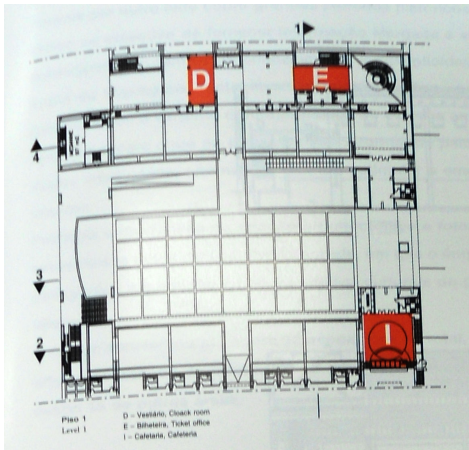 1
D
E
4
3
I
2
Piso 1
Level 1
D – Vestiário, Cloack room
E – Bilheteira, Ticket office
I – Cafetaria, Cafeteria